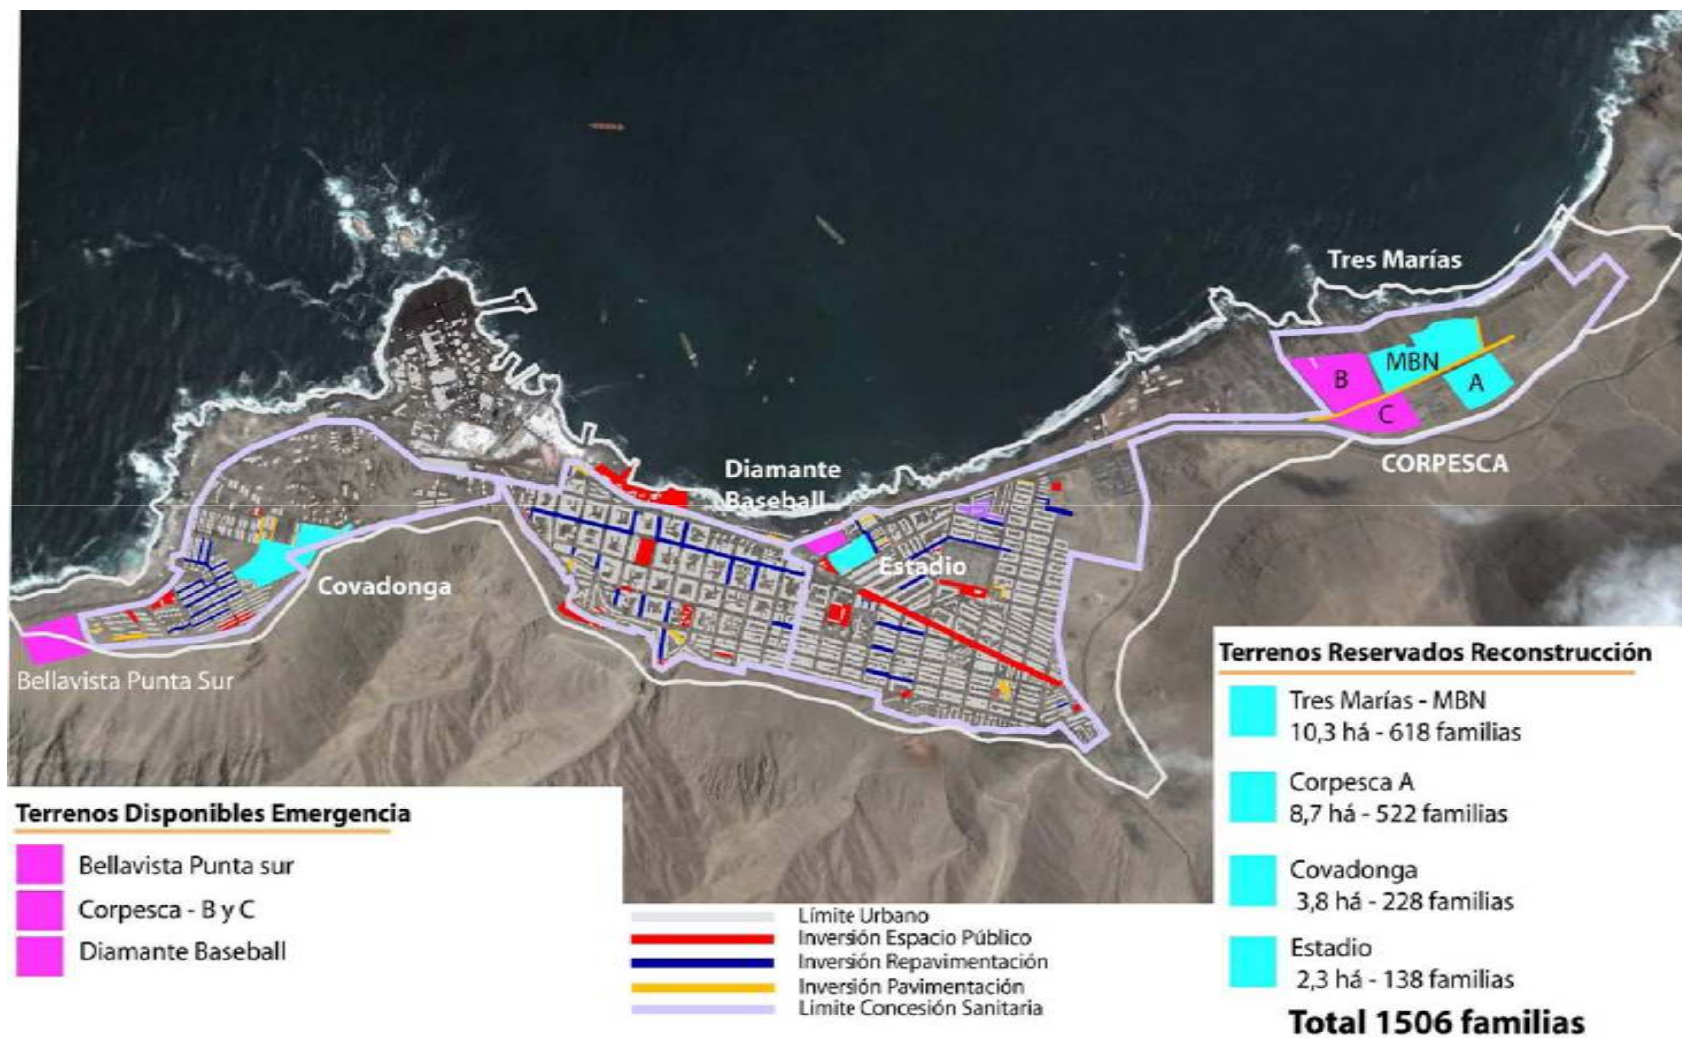 Tres Marías
MBN
B
A
C
CORPESCA
Diamante
Baseball
Estadio
Covadonga
Bellavista Punta Sur
Terrenos Disponibles Emergencia
Bellavista Punta sur
Corpesca - B y C
Diamante Baseball
Límite Urbano
Inversión Espacio Público
Inversión Repavimentación
Inversión Pavimentación
Límite Concesión Sanitaria
Terrenos Reservados Reconstrucción
Tres Marías - MBN
10,3 há - 618 familias
Corpesca A
8,7 há - 522 familias
Covadonga
3,8 há - 228 familias
Estadio
2,3 há - 138 familias
Total 1506 familias